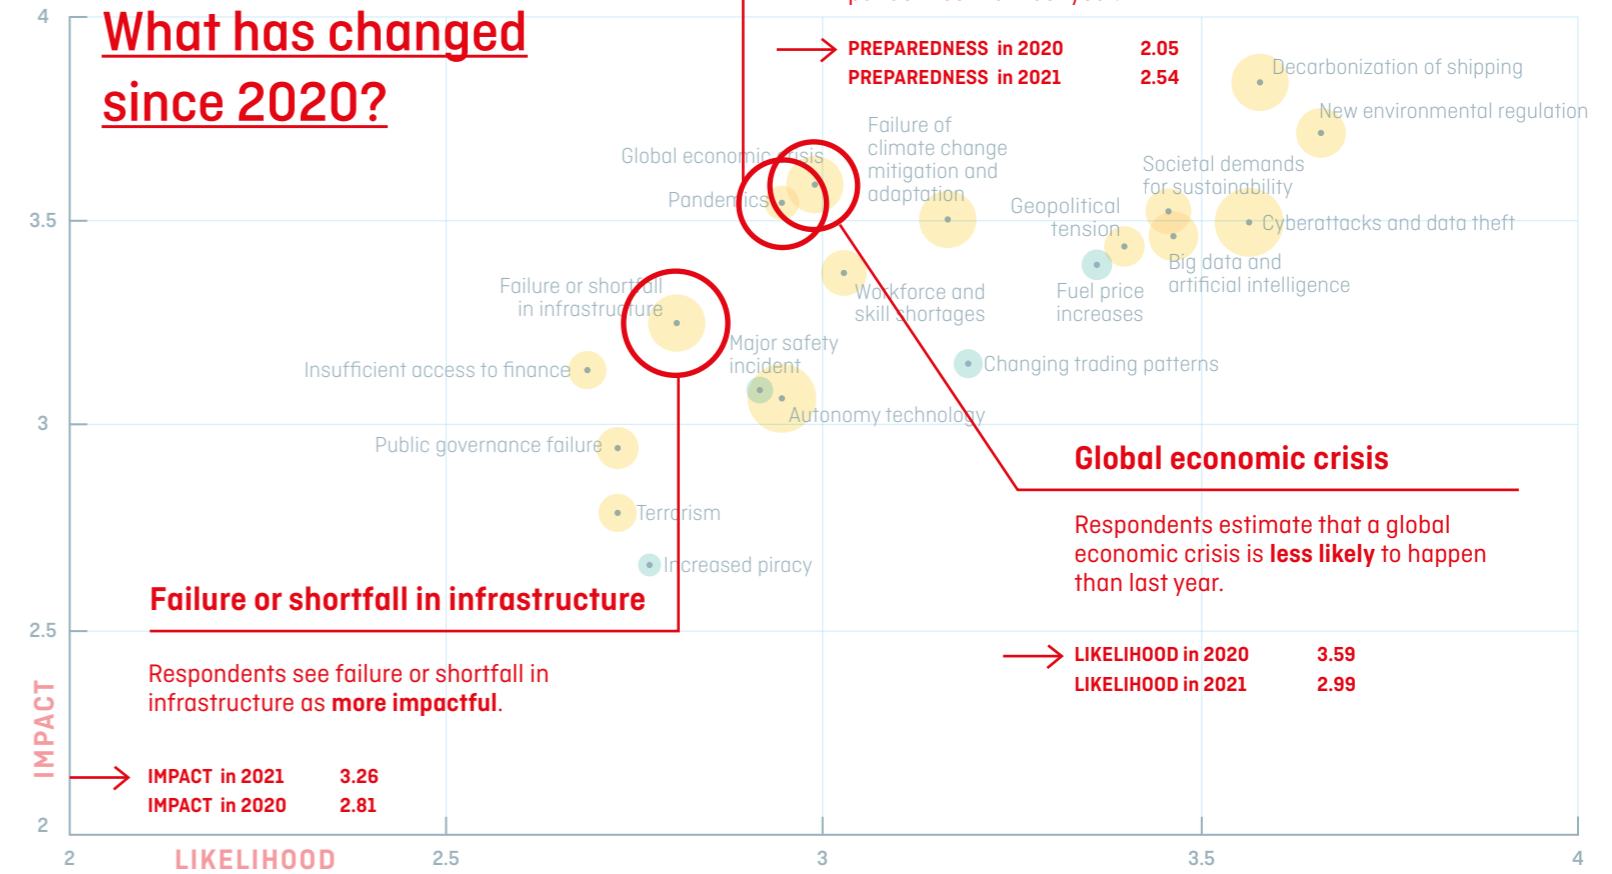 What has changed
since 2020?
PREPAREDNESS in 2020 2.05
PREPAREDNESS in 2021 2.54
Decarbonization of shipping
New environmental regulation
Failure of
climate change
mitigation and
adaptation
Global economic crisis
Pandemics
Societal demands
for sustainability
Geopolitical
tension
Cyberattacks and data theft
Big data and
artificial intelligence
Fuel price
increases
Failure or shortfall
in infrastructure
Workforce and
skill shortages
Major safety
incident
Insufficient access to finance
Changing trading patterns
Autonomy technology
Public governance failure
Terrorism
Increased piracy
Global economic crisis
Respondents estimate that a global
economic crisis is less likely to happen
than last year.
LIKELIHOOD in 2020 3.59
LIKELIHOOD in 2021 2.99
Failure or shortfall in infrastructure
Respondents see failure or shortfall in
infrastructure as more impactful.
IMPACT in 2021 3.26
IMPACT in 2020 2.81
IMPACT
4
3.5
3
2.5
2
2 2.5 3 3.5 4
LIKELIHOOD